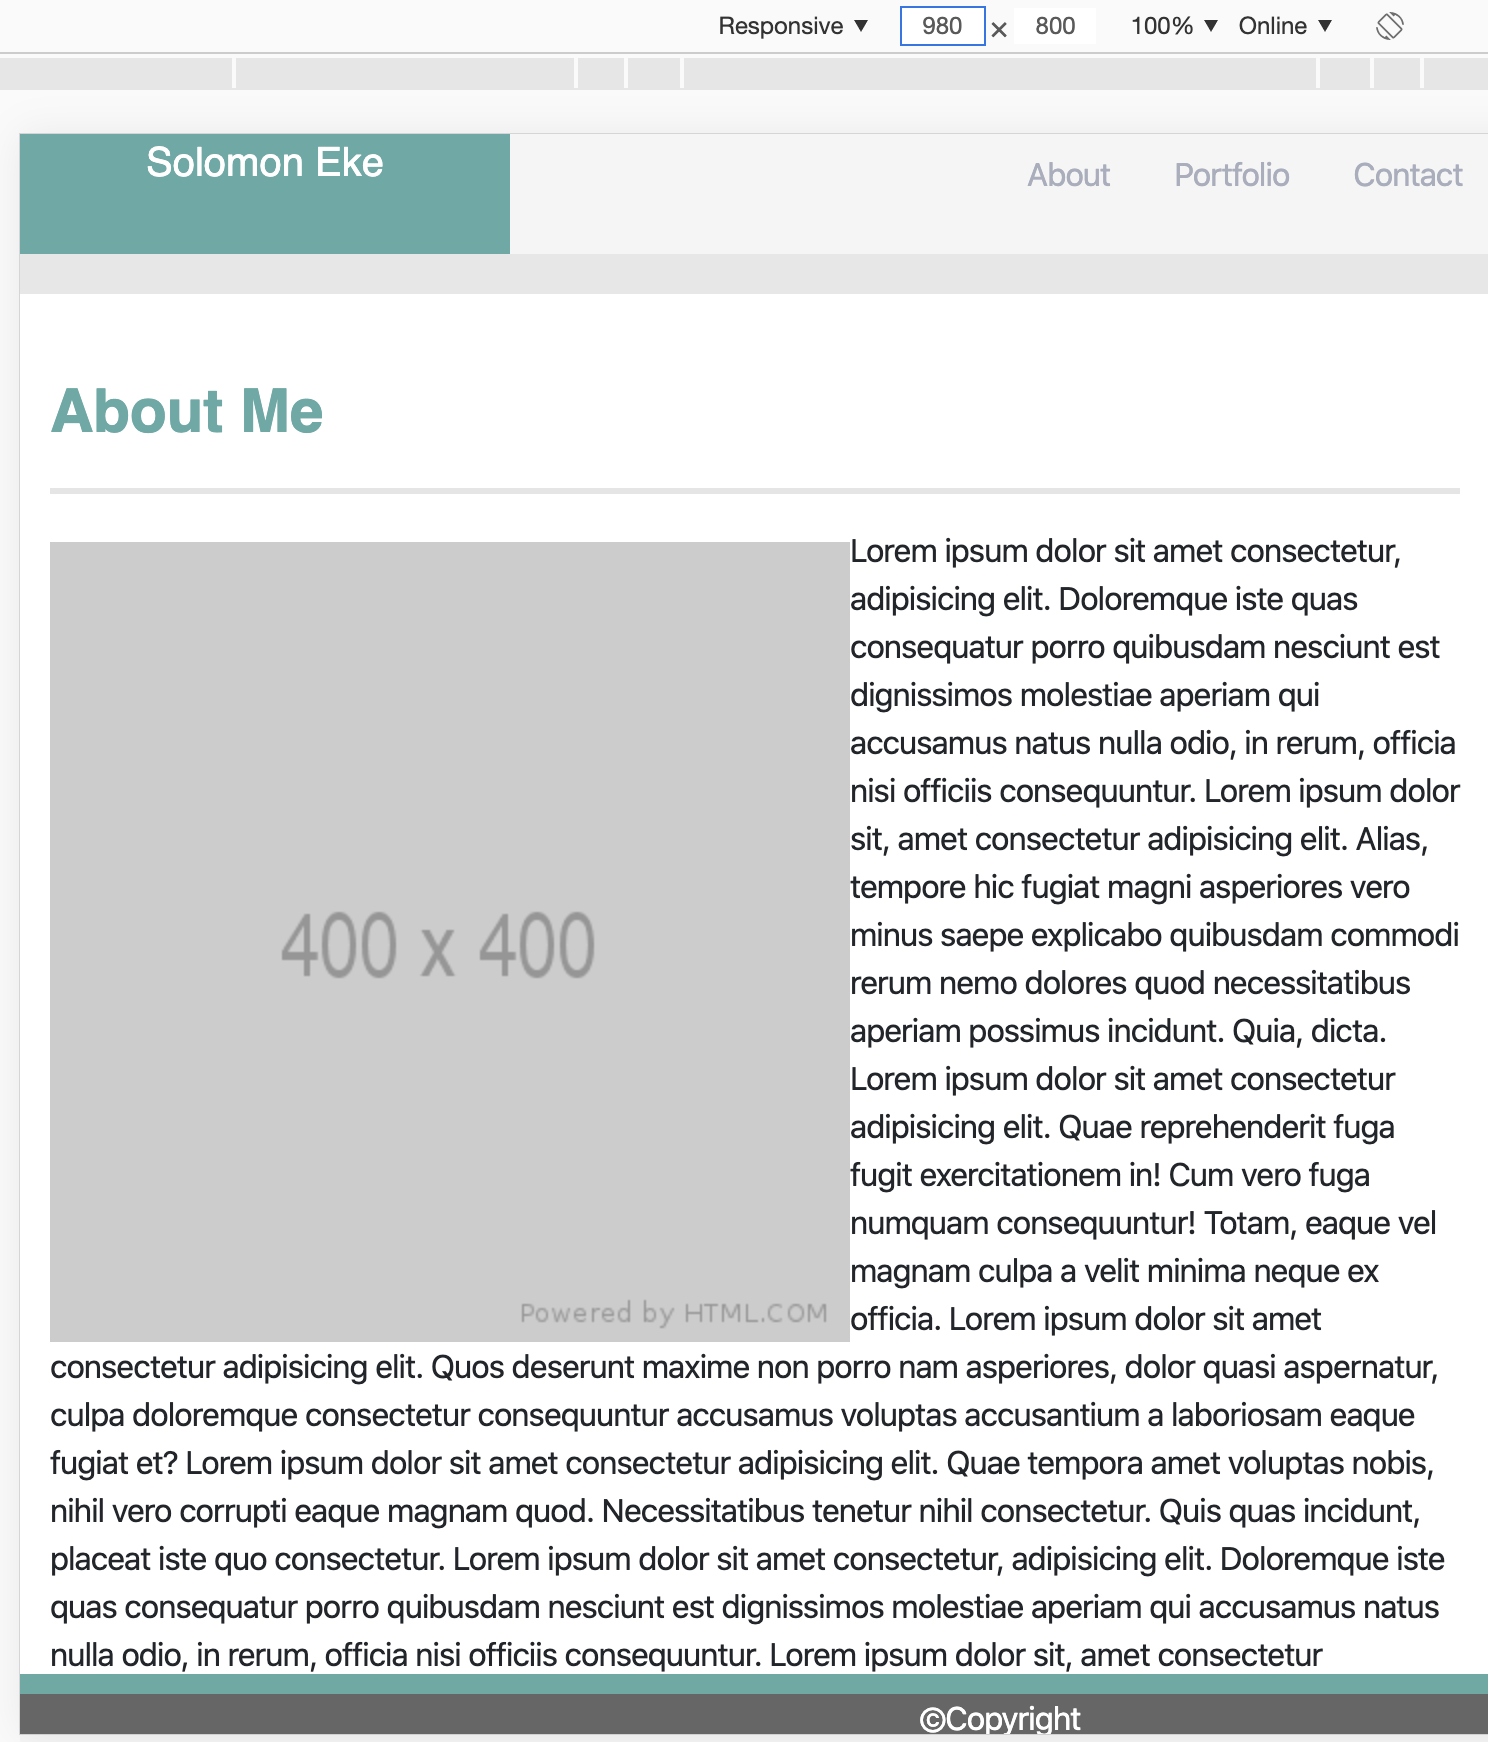 Responsive ▼ 980 × 800 100% ▼ Online ▼
Solomon Eke
About Portfolio Contact
About Me
400 x 400
Powered by HTML.COM
Lorem ipsum dolor sit amet consectetur,
adipisicing elit. Doloremque iste quas
consequatur porro quibusdam nesciunt est
dignissimos molestiae aperiam qui
accusamus natus nulla odio, in rerum, officia
nisi officiis consequuntur. Lorem ipsum dolor
sit, amet consectetur adipisicing elit. Alias,
tempore hic fugiat magni asperiores vero
minus saepe explicabo quibusdam commodi
rerum nemo dolores quod necessitatibus
aperiam possimus incidunt. Quia, dicta.
Lorem ipsum dolor sit amet consectetur
adipisicing elit. Quae reprehenderit fuga
fugit exercitationem in! Cum vero fuga
numquam consequuntur! Totam, eaque vel
magnam culpa a velit minima neque ex
officia. Lorem ipsum dolor sit amet
consectetur adipisicing elit. Quos deserunt maxime non porro nam asperiores, dolor quasi aspernatur,
culpa doloremque consectetur consequuntur accusamus voluptas accusantium a laboriosam eaque
fugiat et? Lorem ipsum dolor sit amet consectetur adipisicing elit. Quae tempora amet voluptas nobis,
nihil vero corrupti eaque magnam quod. Necessitatibus tenetur nihil consectetur. Quis quas incidunt,
placeat iste quo consectetur. Lorem ipsum dolor sit amet consectetur, adipisicing elit. Doloremque iste
quas consequatur porro quibusdam nesciunt est dignissimos molestiae aperiam qui accusamus natus
nulla odio, in rerum, officia nisi officiis consequuntur. Lorem ipsum dolor sit, amet consectetur
©Copyright